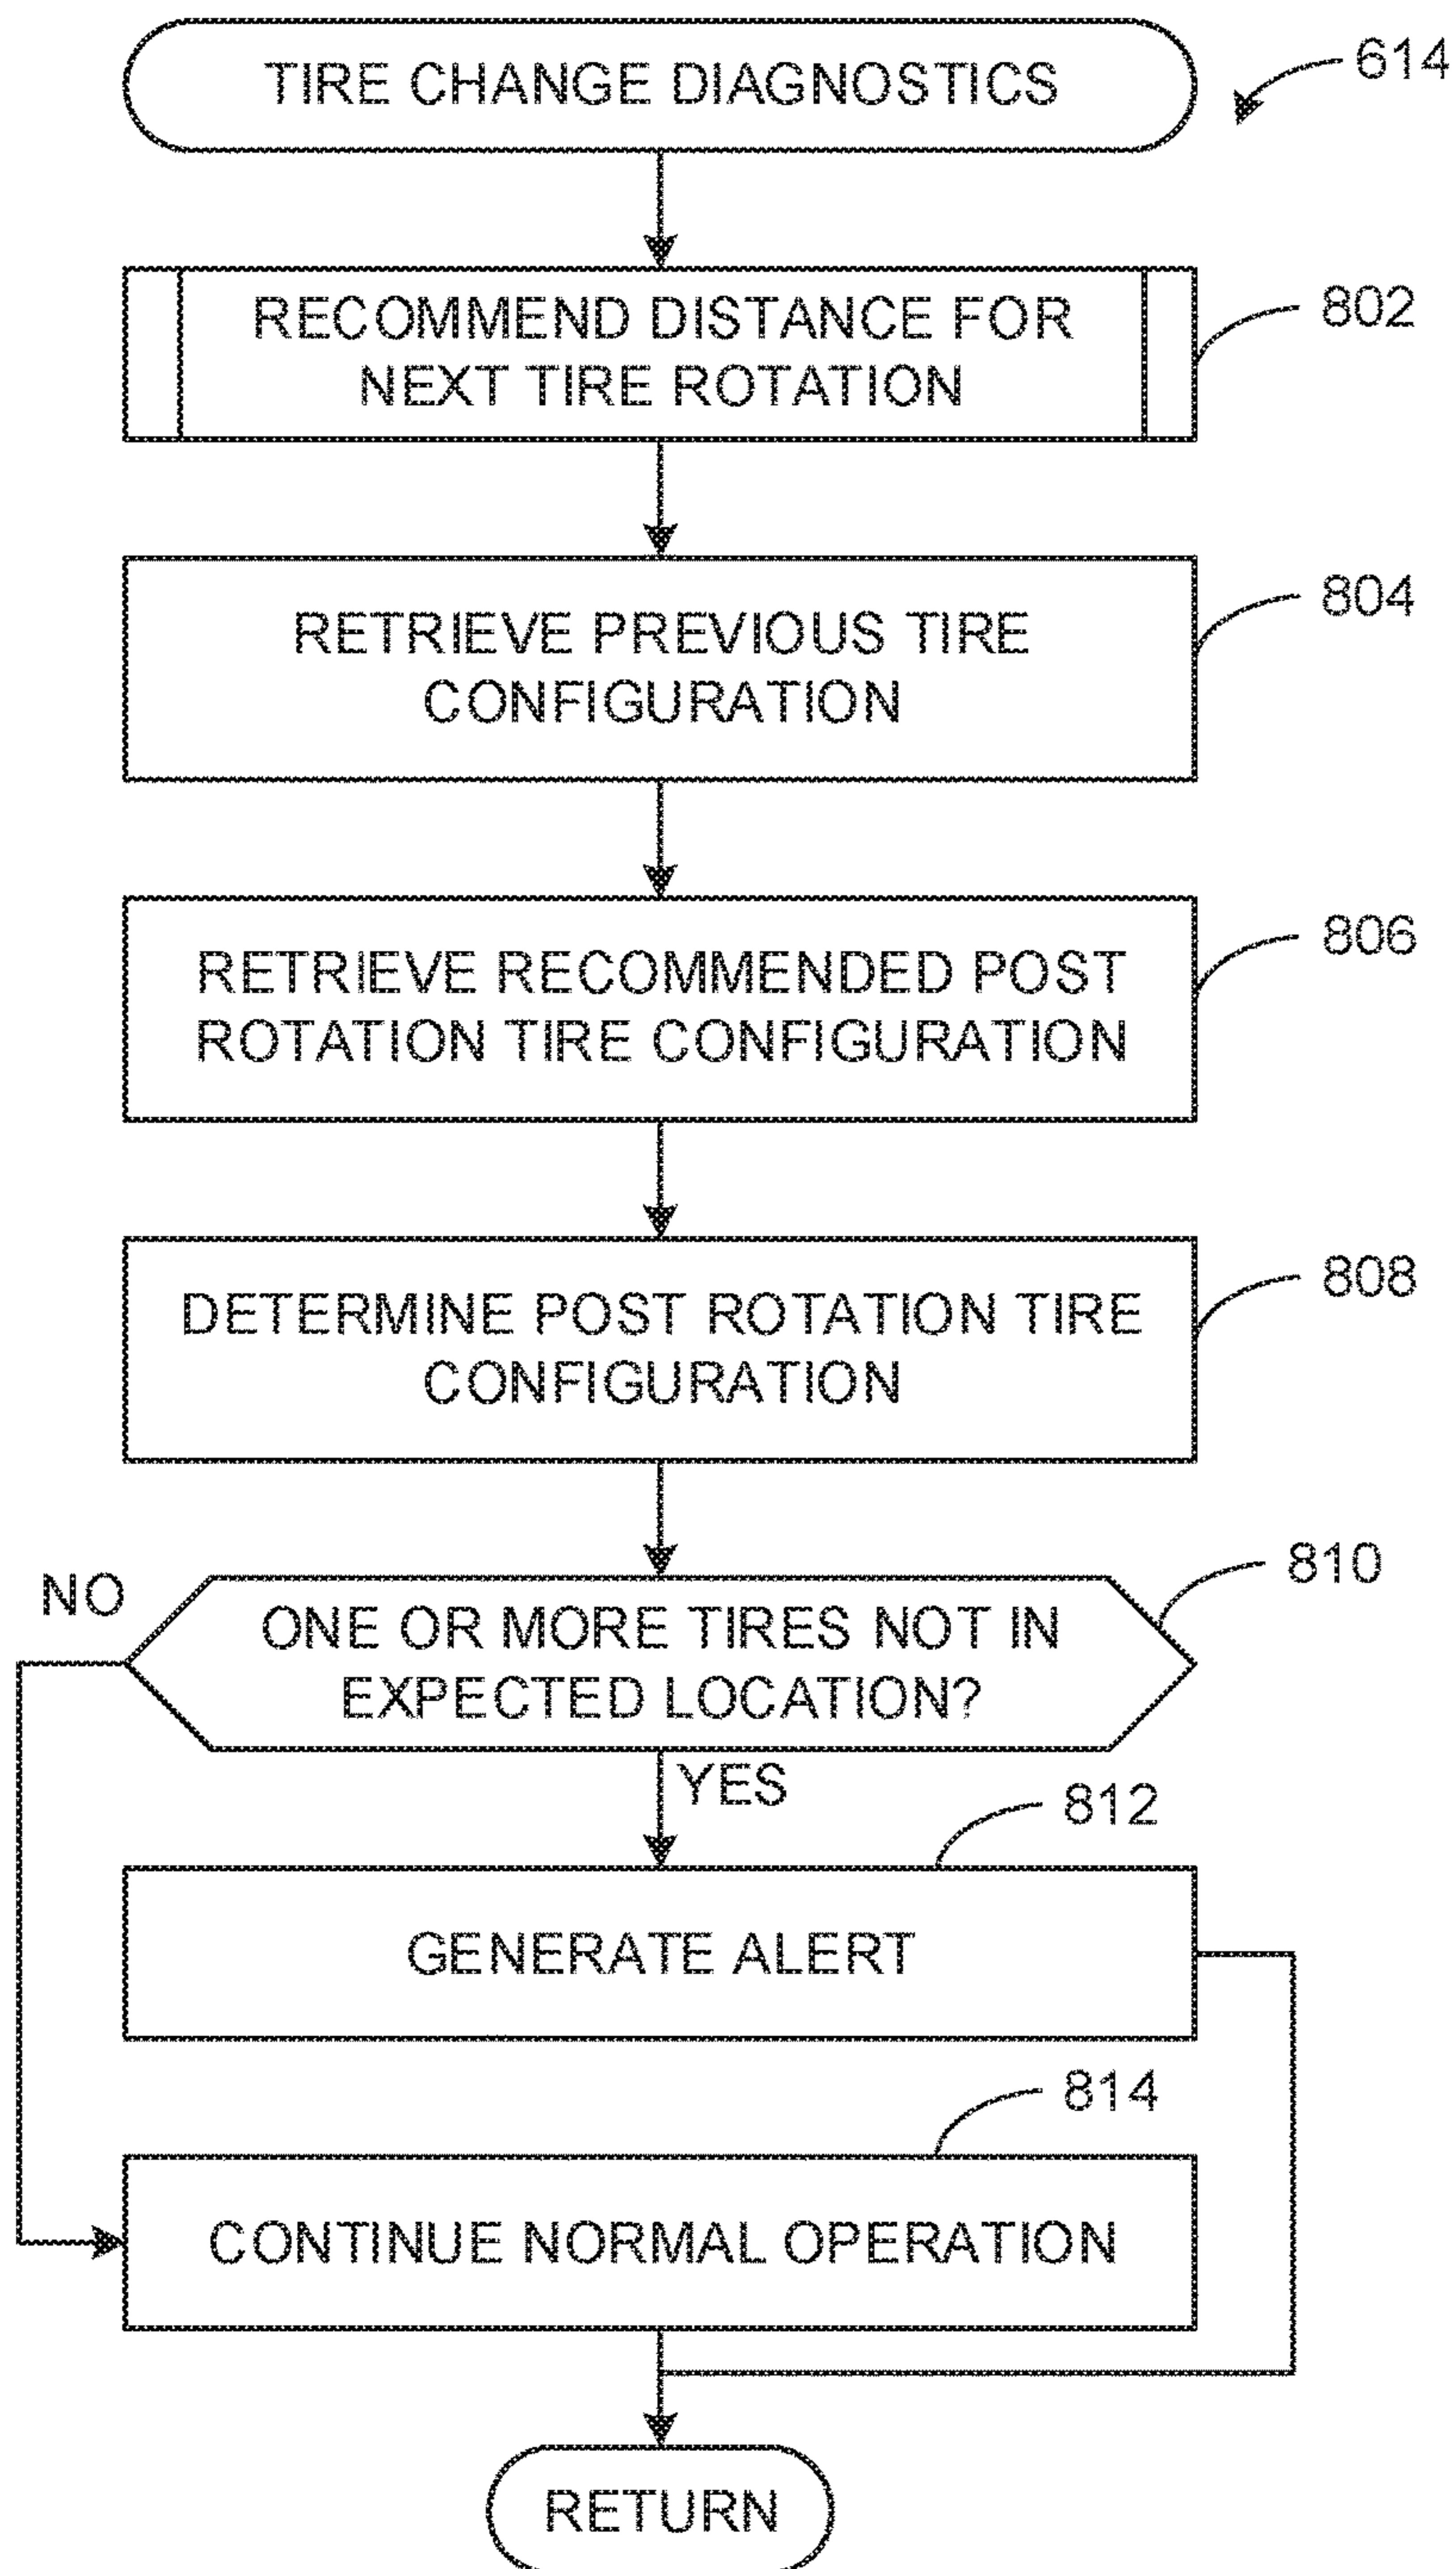 TIRE CHANGE DIAGNOSTICS
614
RECOMMEND DISTANCE FOR
NEXT TIRE ROTATION
802
RETRIEVE PREVIOUS TIRE
CONFIGURATION
804
RETRIEVE RECOMMENDED POST
ROTATION TIRE CONFIGURATION
806
DETERMINE POST ROTATION TIRE
CONFIGURATION
808
NO
ONE OR MORE TIRES NOT IN
EXPECTED LOCATION?
810
YES
812
GENERATE ALERT
814
CONTINUE NORMAL OPERATION
RETURN